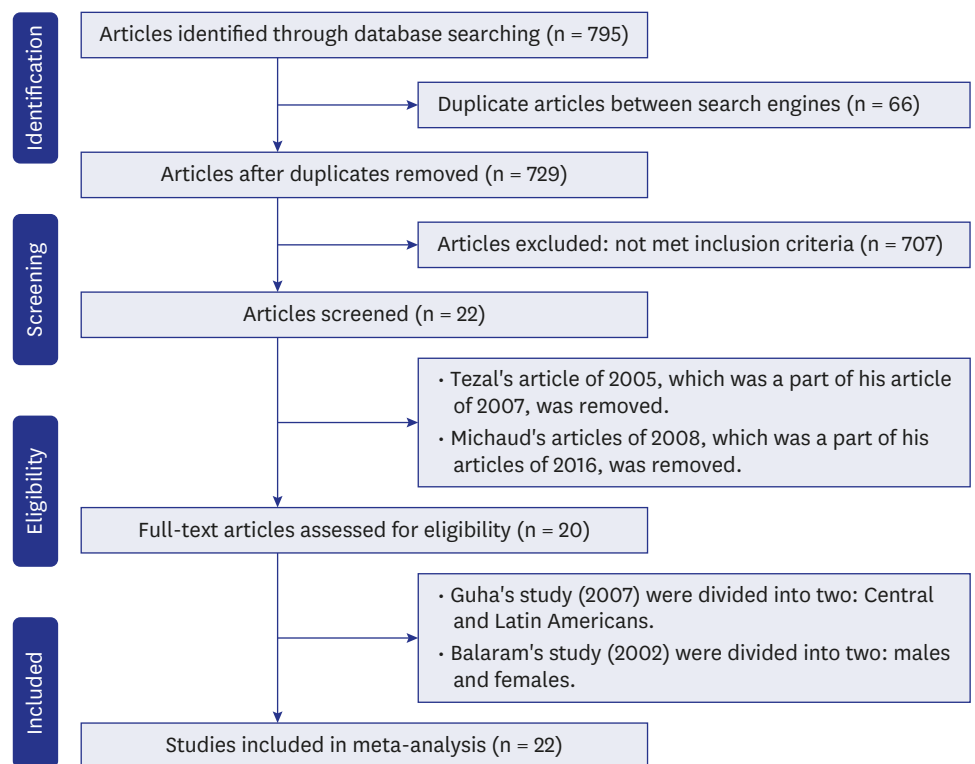 Identification
Articles identified through database searching (n = 795)
Duplicate articles between search engines (n = 66)
Articles after duplicates removed (n = 729)
Screening
Articles excluded: not met inclusion criteria (n = 707)
Articles screened (n = 22)
Eligibility
· Tezal's article of 2005, which was a part of his article
of 2007, was removed.
· Michaud's articles of 2008, which was a part of his
articles of 2016, was removed.
Full-text articles assessed for eligibility (n = 20)
Included
· Guha's study (2007) were divided into two: Central
and Latin Americans.
· Balaram's study (2002) were divided into two: males
and females.
Studies included in meta-analysis (n = 22)